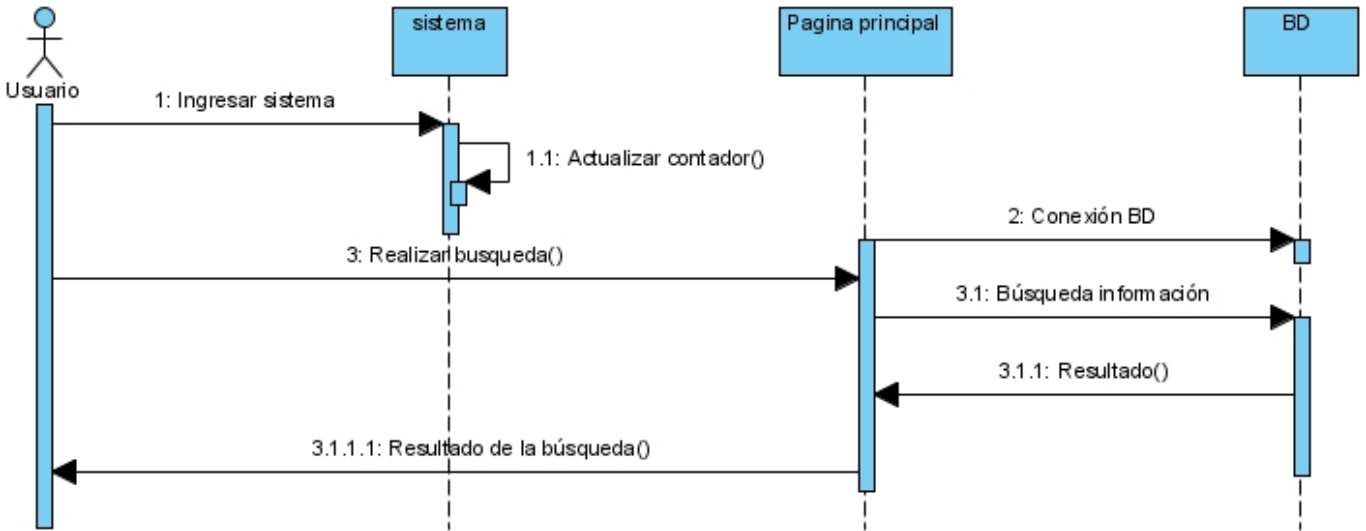 sistema
Pagina principal
BD
Usuario
1: Ingresar sistema
1.1: Actualizar contador()
2: Conexión BD
3: Realizar busqueda()
3.1: Búsqueda información
3.1.1: Resultado()
3.1.1.1: Resultado de la búsqueda()